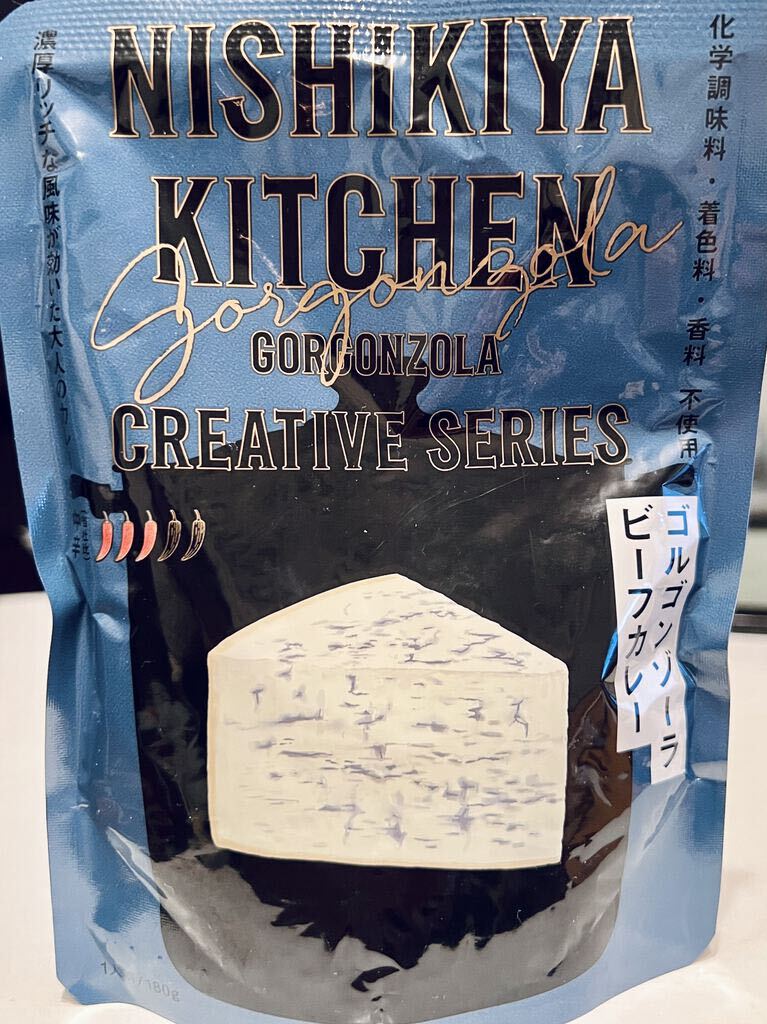 NISHIKIYA
KITCHEN
Gorgonzola
GORGONZOLA
CREATIVE SERIES
化学調味料・着色料・香料 不使用
濃厚リッチな風味が効いた大人のカレ
中辛
ゴルゴンゾーラ
ビーフカレー
180g